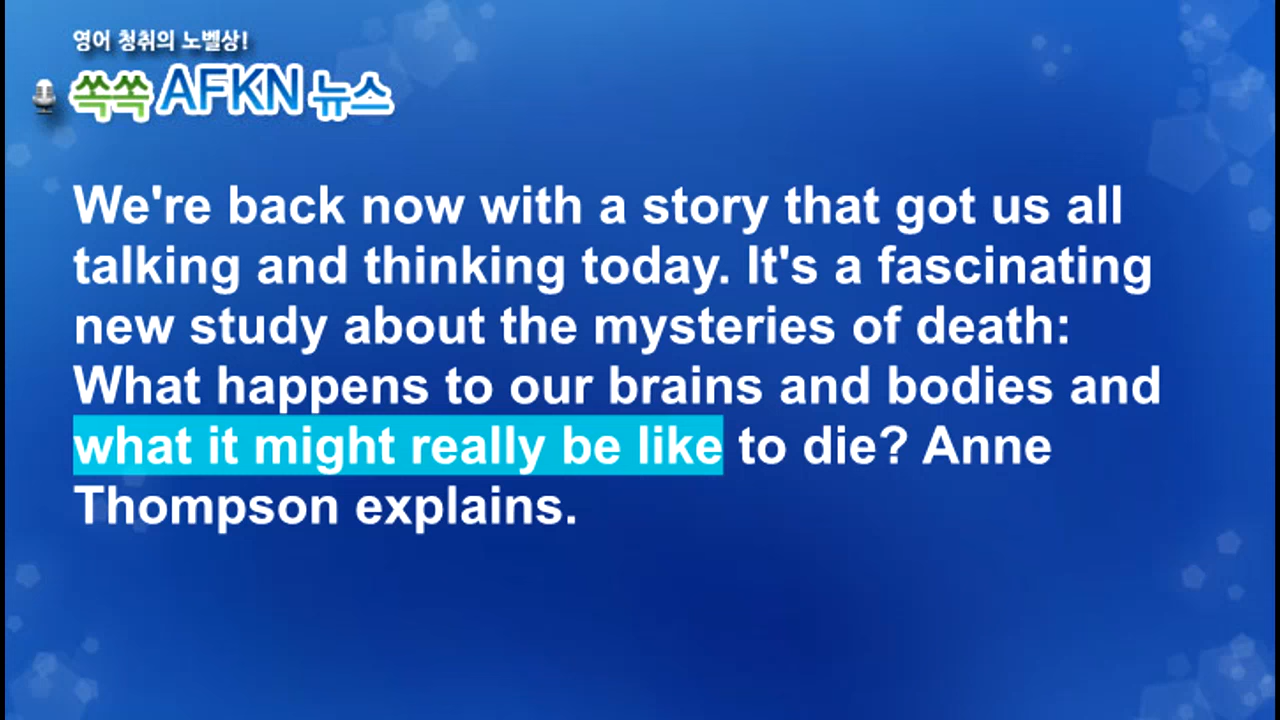 영어 청취의 노벨상!
쏙쏙 AFKN 뉴스
We're back now with a story that got us all
talking and thinking today. It's a fascinating
new study about the mysteries of death:
What happens to our brains and bodies and
what it might really be like to die? Anne
Thompson explains.